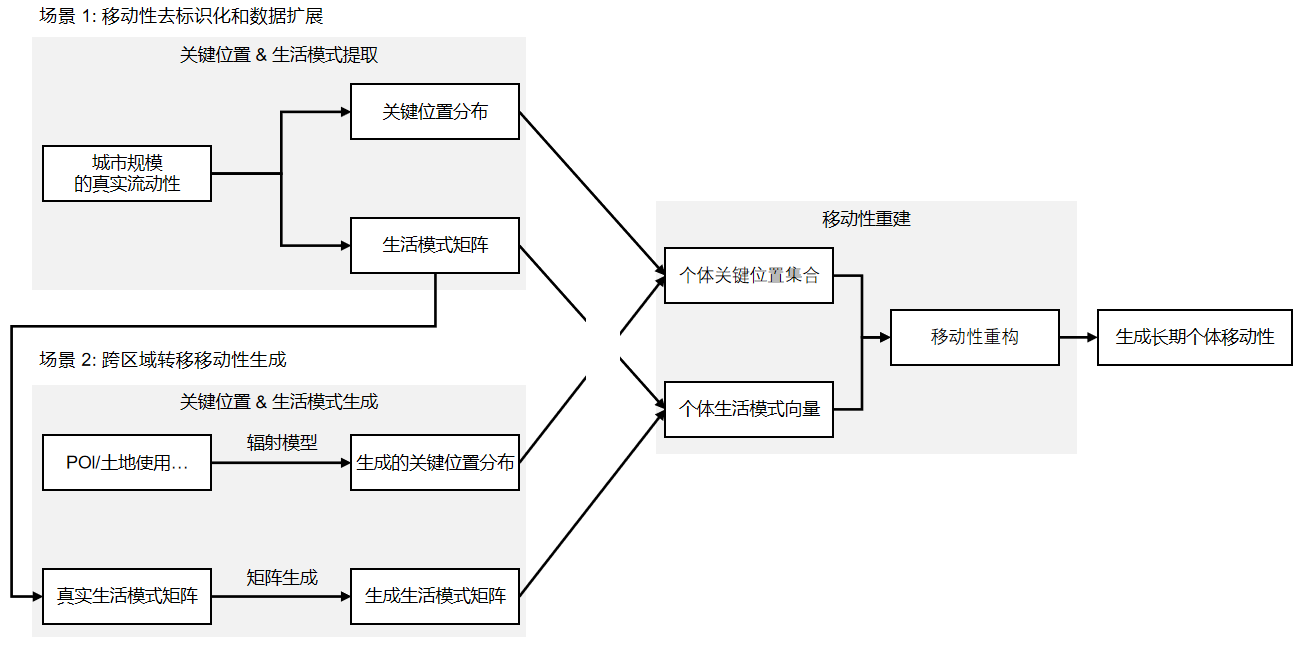 场景 1: 移动性去标识化和数据扩展
关键位置 & 生活模式提取
城市规模
的真实流动性
关键位置分布
生活模式矩阵
场景 2: 跨区域转移移动性生成
关键位置 & 生活模式生成
POI/土地使用...
辐射模型
生成的关键位置分布
真实生活模式矩阵
矩阵生成
生成生活模式矩阵
移动性重建
个体关键位置集合
个体生活模式向量
移动性重构
生成长期个体移动性